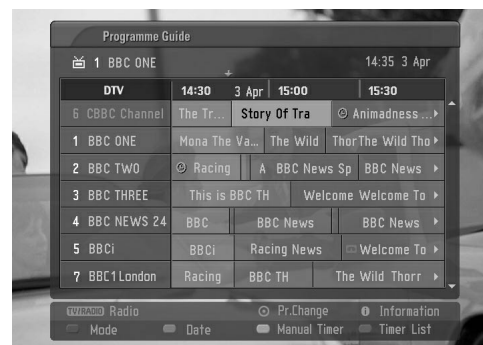 Programme Guide
1 BBC ONE 14:35 3 Apr
DTV 14:30 3 Apr 15:00 15:30
6 CBBC Channel The Tr... Story Of Tra Animadness ...
1 BBC ONE Mona The Va... The Wild Thor The Wild Tho
2 BBC TWO Racing A BBC News Sp BBC News
3 BBC THREE This is BBC TH Welcome Welcome To
4 BBC NEWS 24 BBC BBC News BBC News
5 BBCi BBCi Racing News Welcome To
7 BBC1 London Racing BBC TH The Wild Thorr
TV/RADIO Radio Pr.Change Information
Mode Date Manual Timer Timer List